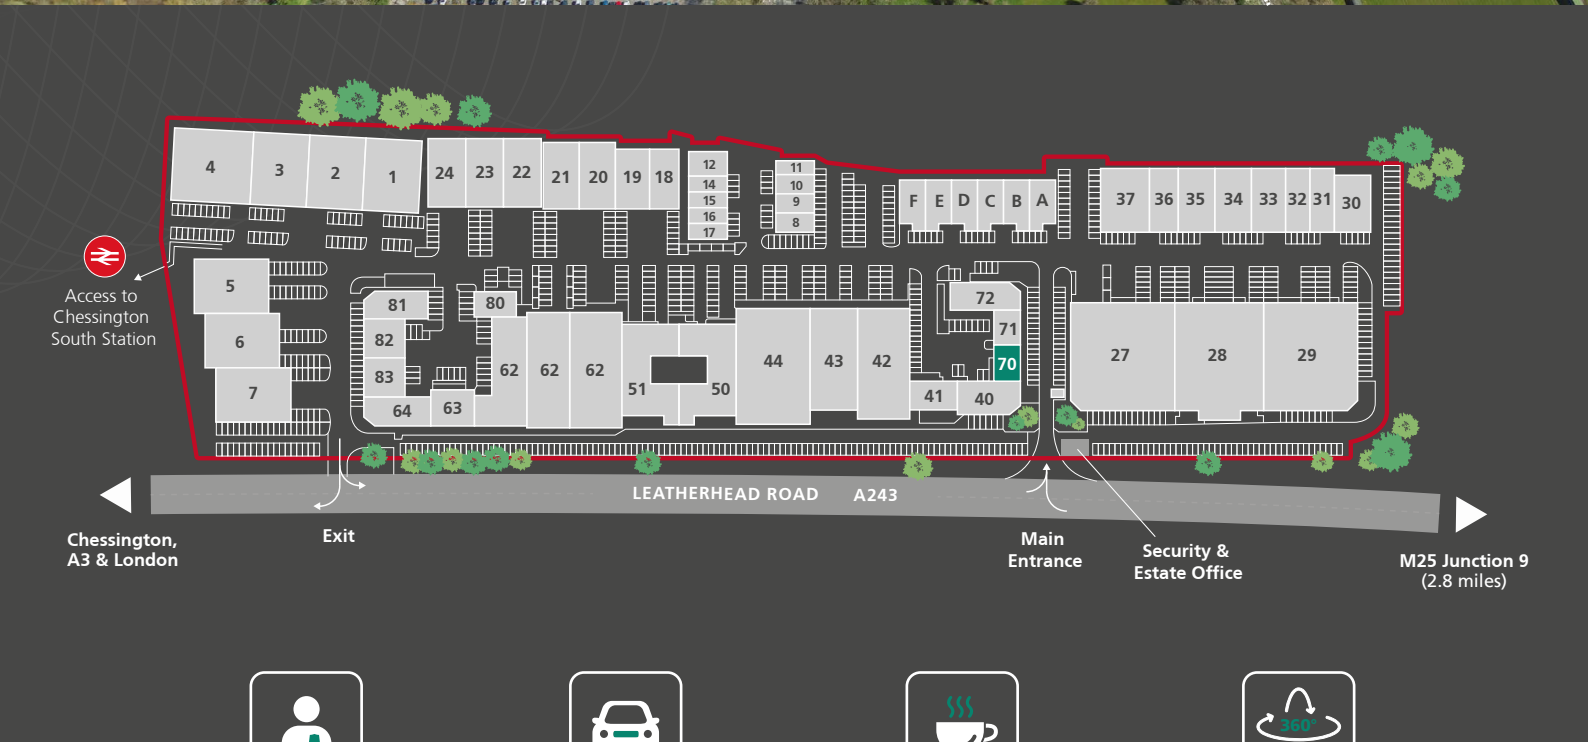 4
3
2
1
24
23
22
21
20
19
18
12
14
15
16
17
11
10
9
8
F
E
D
C
B
A
37
36
35
34
33
32
31
30
Access to
Chessington
South Station
5
6
7
81
82
83
64
63
80
62
62
62
51
50
44
43
42
41
40
72
71
70
27
28
29
LEATHERHEAD ROAD A243
Chessington,
A3 & London
Exit
Main
Entrance
Security &
Estate Office
M25 Junction 9
(2.8 miles)
360°